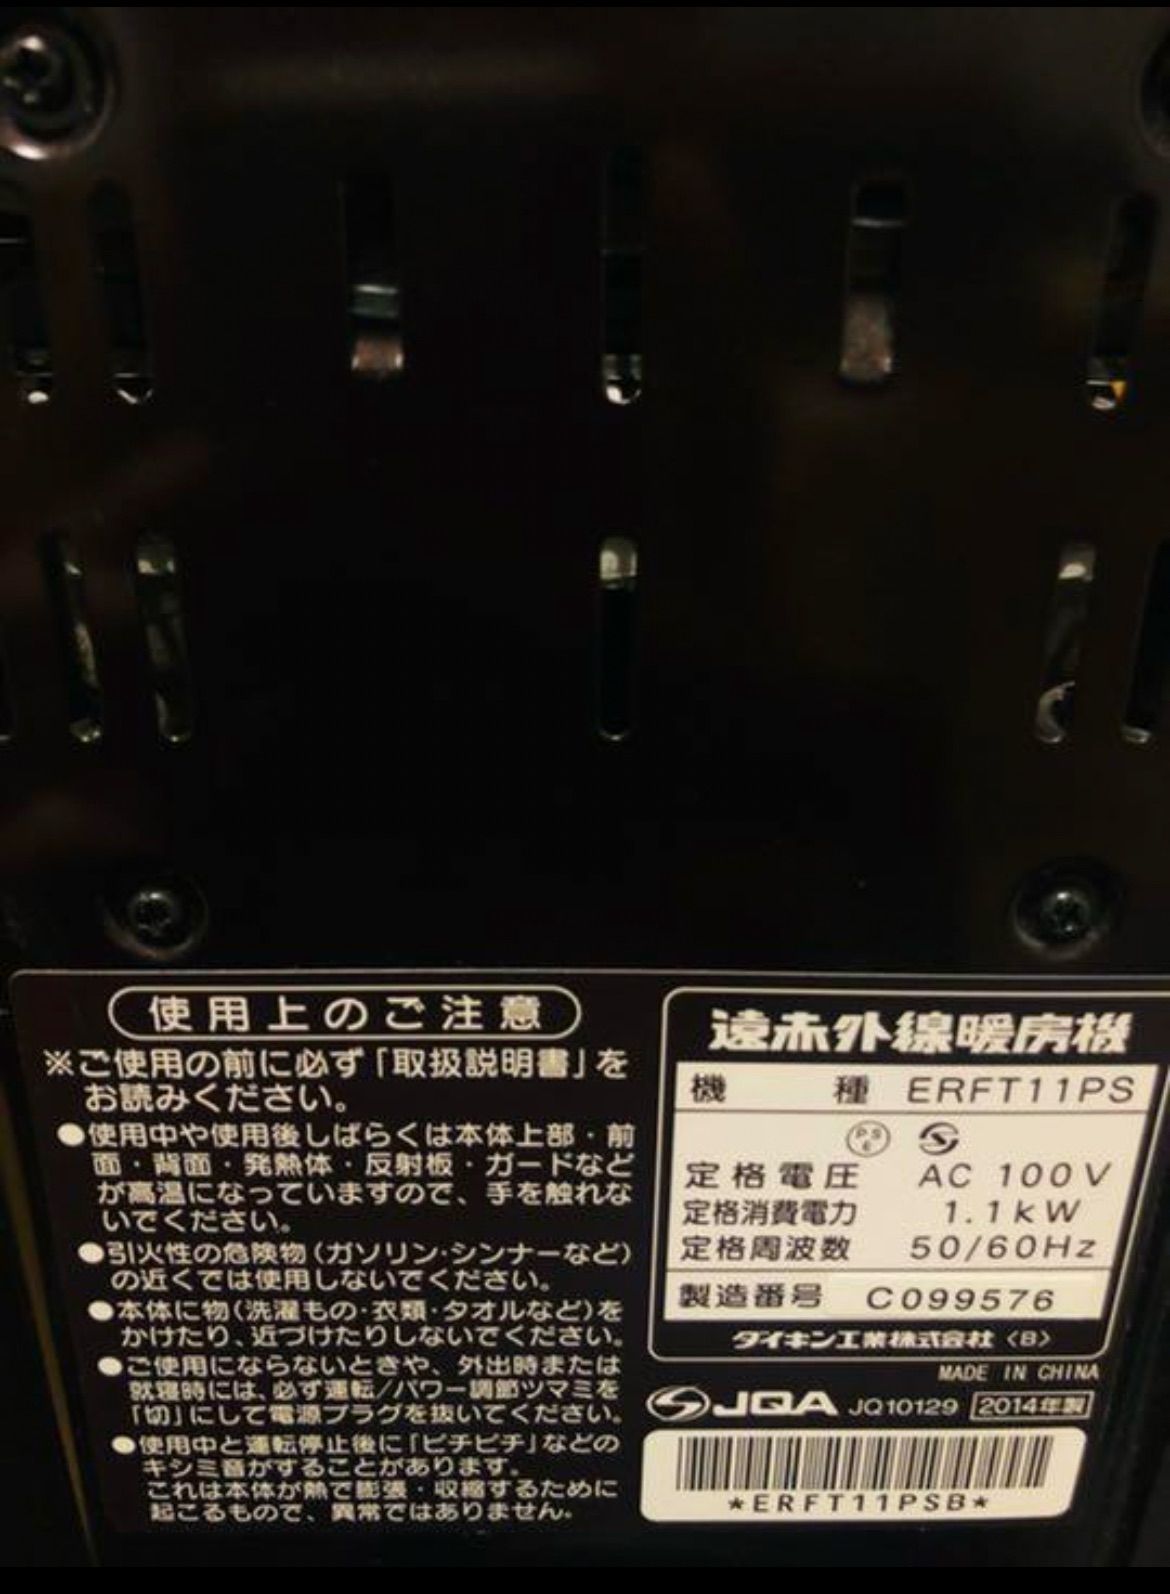 使用上のご注意
※ご使用の前に必ず「取扱説明書」を
お読みください。
●使用中や使用後しばらくは本体上部・前
面・背面・発熱体・反射板・ガードなど
が高温になっていますので、手を触れな
いでください。
●引火性の危険物(ガソリン・シンナーなど)
の近くでは使用しないでください。
●本体に物(洗濯もの・衣類・タオルなど)を
かけたり、近づけたりしないでください。
●ご使用にならないときや、外出時または
就寝時には、必ず運転/パワー調節ツマミを
「切」にして電源プラグを抜いてください。
●使用中と運転停止後に「ピチピチ」などの
キシミ音がすることがあります。
これは本体が熱で膨張・収縮するために
起こるもので、異常ではありません。
遠赤外線暖房機
機種 ERFT11PS
PS E
定格電圧 AC 100V
定格消費電力 1.1kW
定格周波数 50/60Hz
製造番号 C099576
ダイキン工業株式会社〈B〉
MADE IN CHINA
JQA JQ10129 2014年製
*ERFT11PSB*